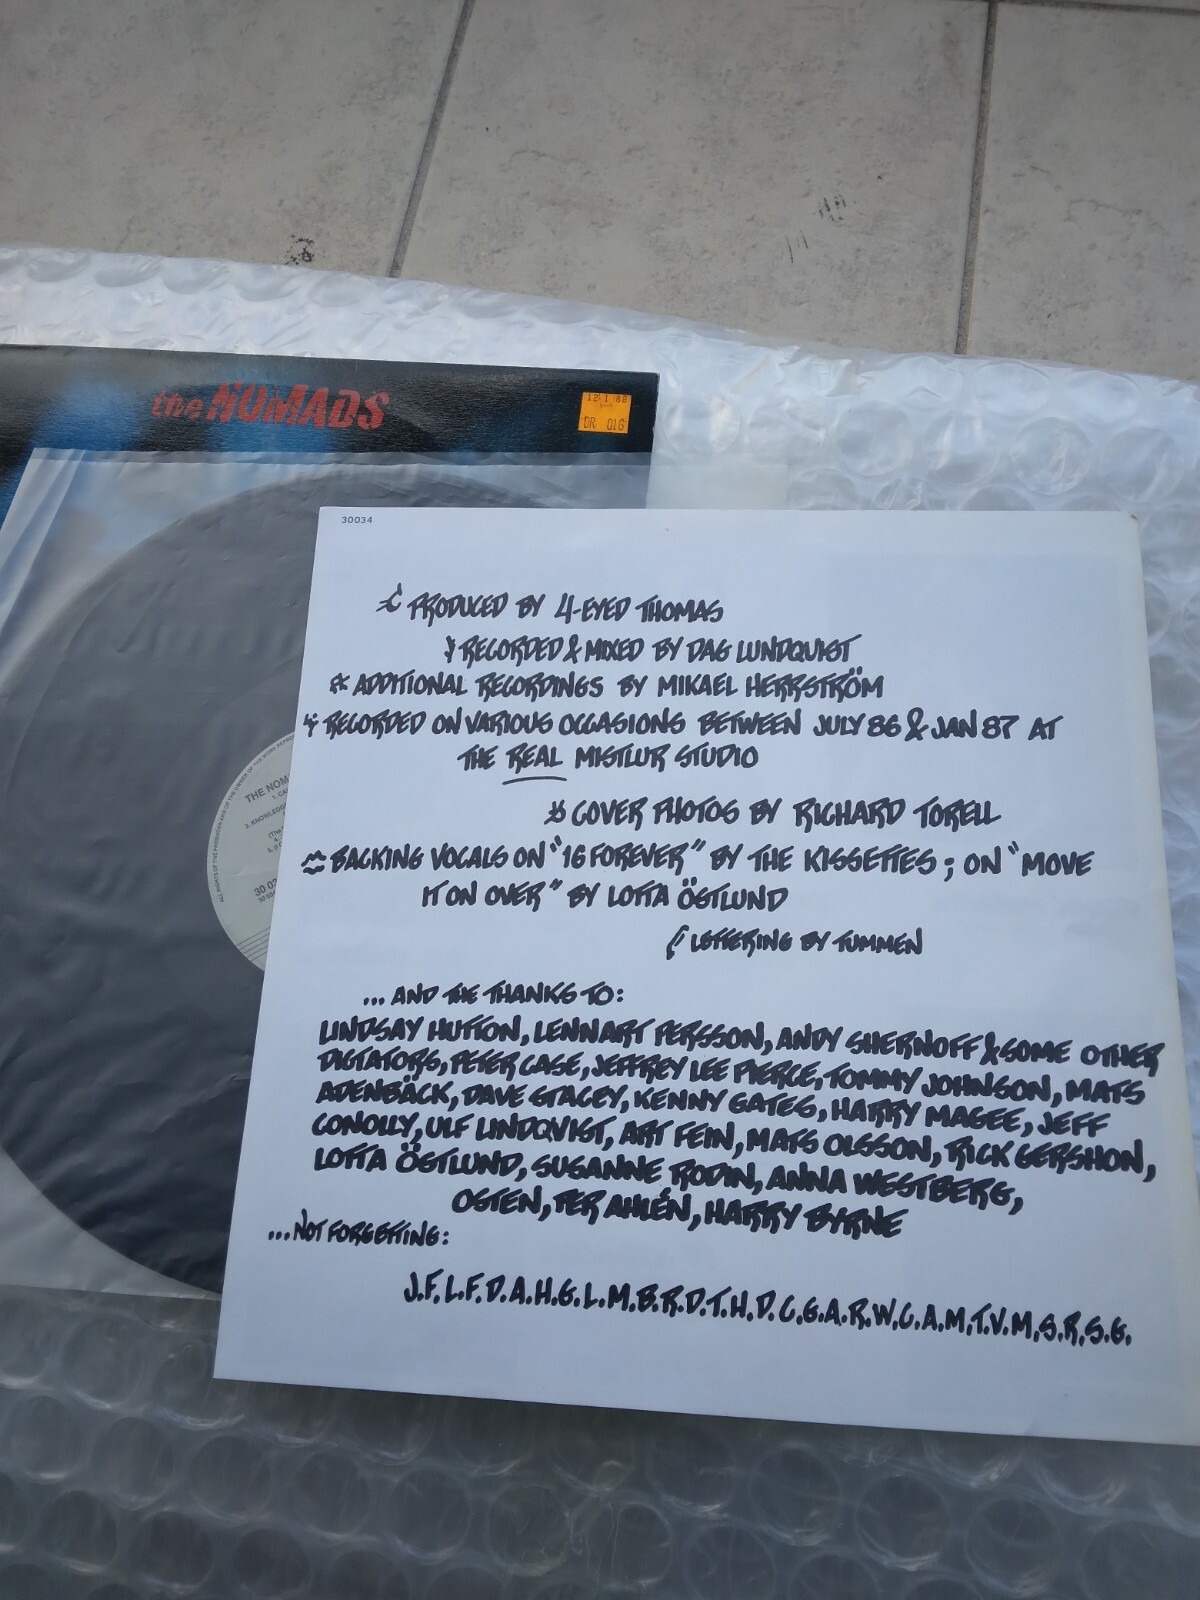 the NOMADS
12 1 88
DR 016
30034
PRODUCED BY 4-EYED THOMAS
RECORDED & MIXED BY DAG LUNDQUIST
ADDITIONAL RECORDINGS BY MIKAEL HERRSTRÖM
RECORDED ON VARIOUS OCCASIONS BETWEEN JULY 86 & JAN 87 AT
THE REAL MISTLUR STUDIO
COVER PHOTOS BY RICHARD TORELL
BACKING VOCALS ON "16 FOREVER" BY THE KISSETTES; ON "MOVE
IT ON OVER" BY LOTTA ÖSTLUND
LETTERING BY TUMMEN
... AND THE THANKS TO:
LINDSAY HUTTON, LENNART PERSSON, ANDY SHERNOFF & SOME OTHER
DICTATORS, PETER CASE, JEFFREY LEE PIERCE, TOMMY JOHNSON, MATS
ADENBÄCK, DAVE STACEY, KENNY GATES, HARRY MAGEE, JEFF
CONOLLY, ULF LINDQVIST, ART FEIN, MATS OLSSON, RICK GERSHON,
LOTTA ÖSTLUND, SUSANNE RODIN, ANNA WESTBERG,
OSTEN, PER AHLÉN, HARRY BYRNE
... NOT FORGETTING:
J.F.L.F.D.A.H.G.L.M.B.R.D.T.H.D.C.G.A.R.W.C.A.M.T.V.M.S.R.S.G.
THE NOM
1. CA